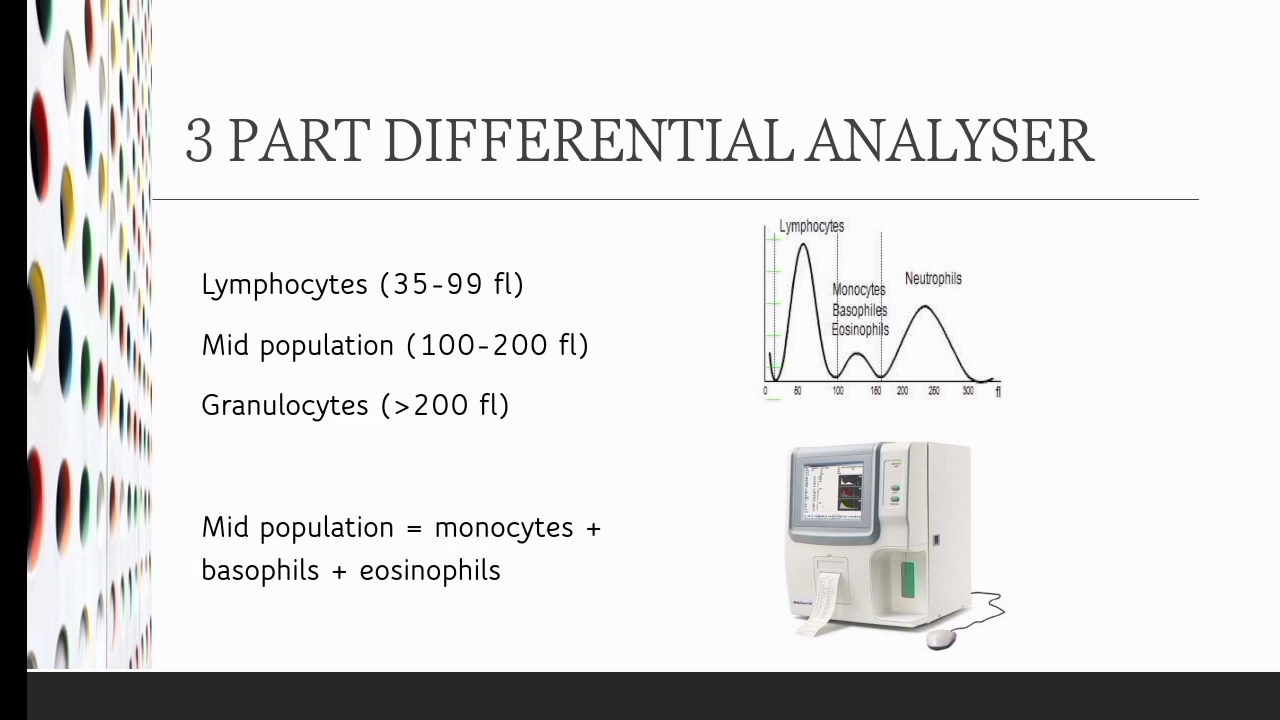 3 PART DIFFERENTIAL ANALYSER
Lymphocytes (35-99 fl)
Mid population (100-200 fl)
Granulocytes (>200 fl)
Mid population = monocytes +
basophils + eosinophils
Lymphocytes
Neutrophils
Monocytes
Basophiles
Eosinophils
0 50 100 160 200 250 300 fl